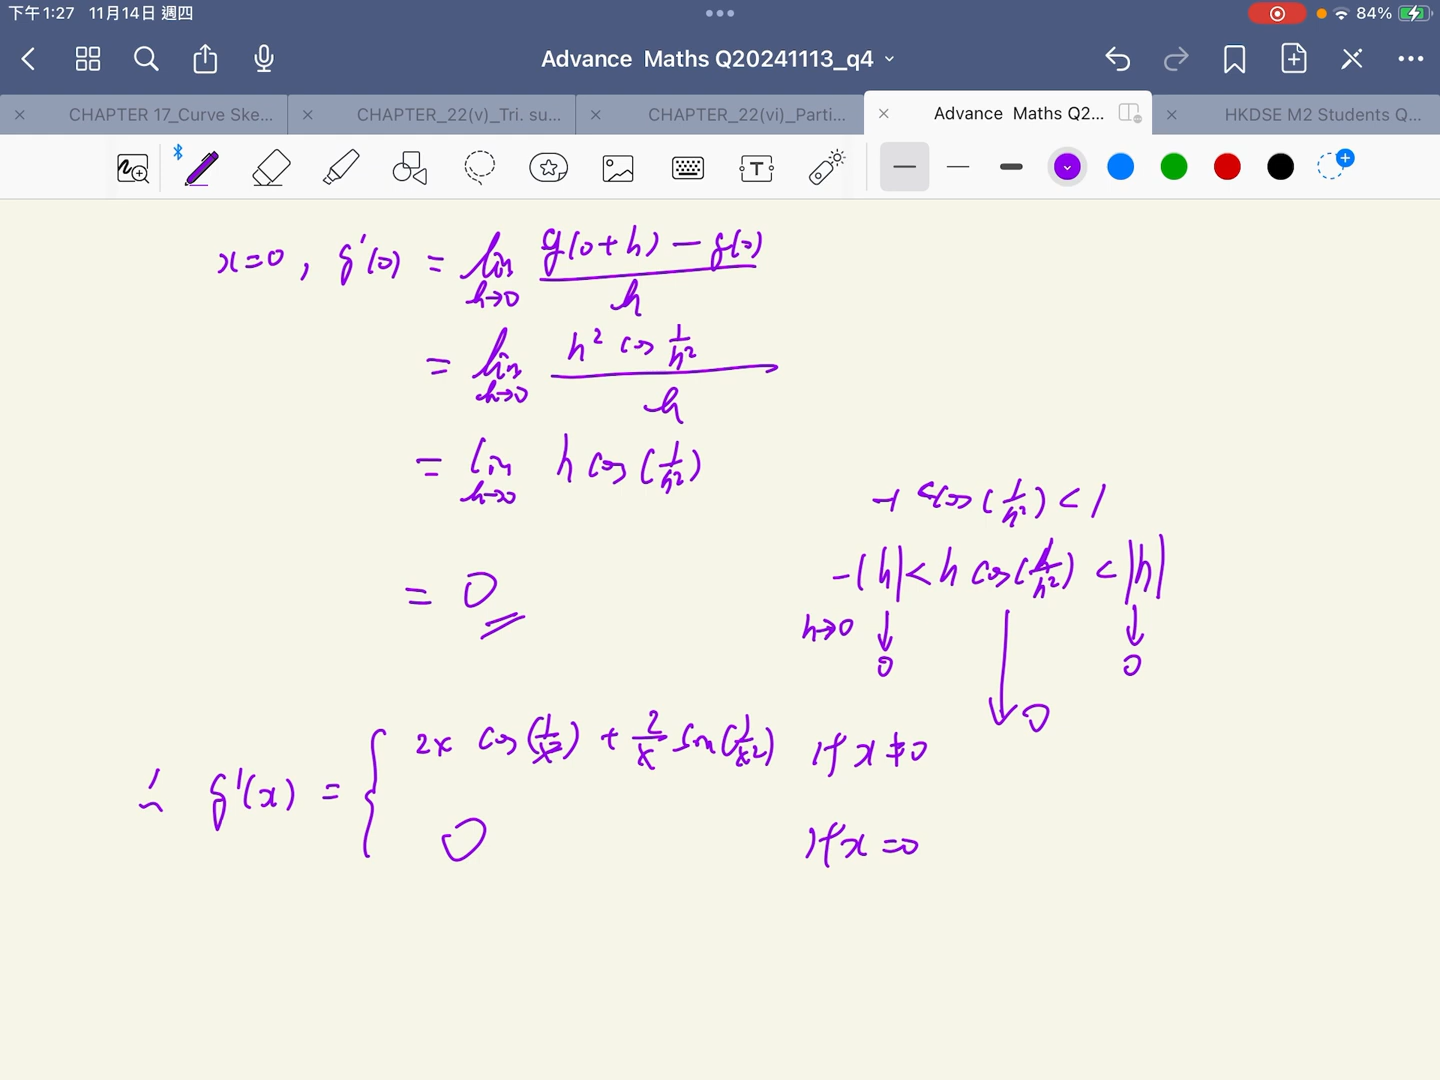 下午1:27 11月14日 週四
84%
Advance Maths Q20241113_q4
CHAPTER 17_Curve Ske...
CHAPTER_22(v)_Tri. su...
CHAPTER_22(vi)_Parti...
Advance Maths Q2...
HKDSE M2 Students Q...
x=0, g'(0) = lim h→0 (g(0+h) − g(0))/h
= lim h→0 (h² cos 1/h²)/h
= lim h→0 h cos(1/h²)
-1 < cos(1/h²) < 1
-|h| < h cos(1/h²) < |h|
= 0
h→0 ↓ ↓ ↓
0 0
0
∴ g'(x) = { 2x cos(1/x²) + 2/x sin(1/x²) if x≠0
0 if x=0